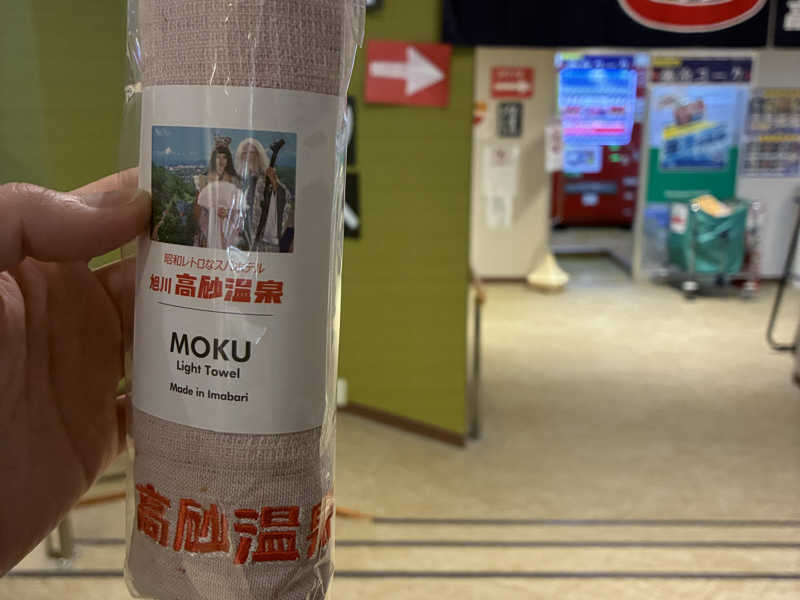 昭和レトロなスパホテル
旭川 高砂温泉
MOKU
Light Towel
Made in Imabari
高砂温泉